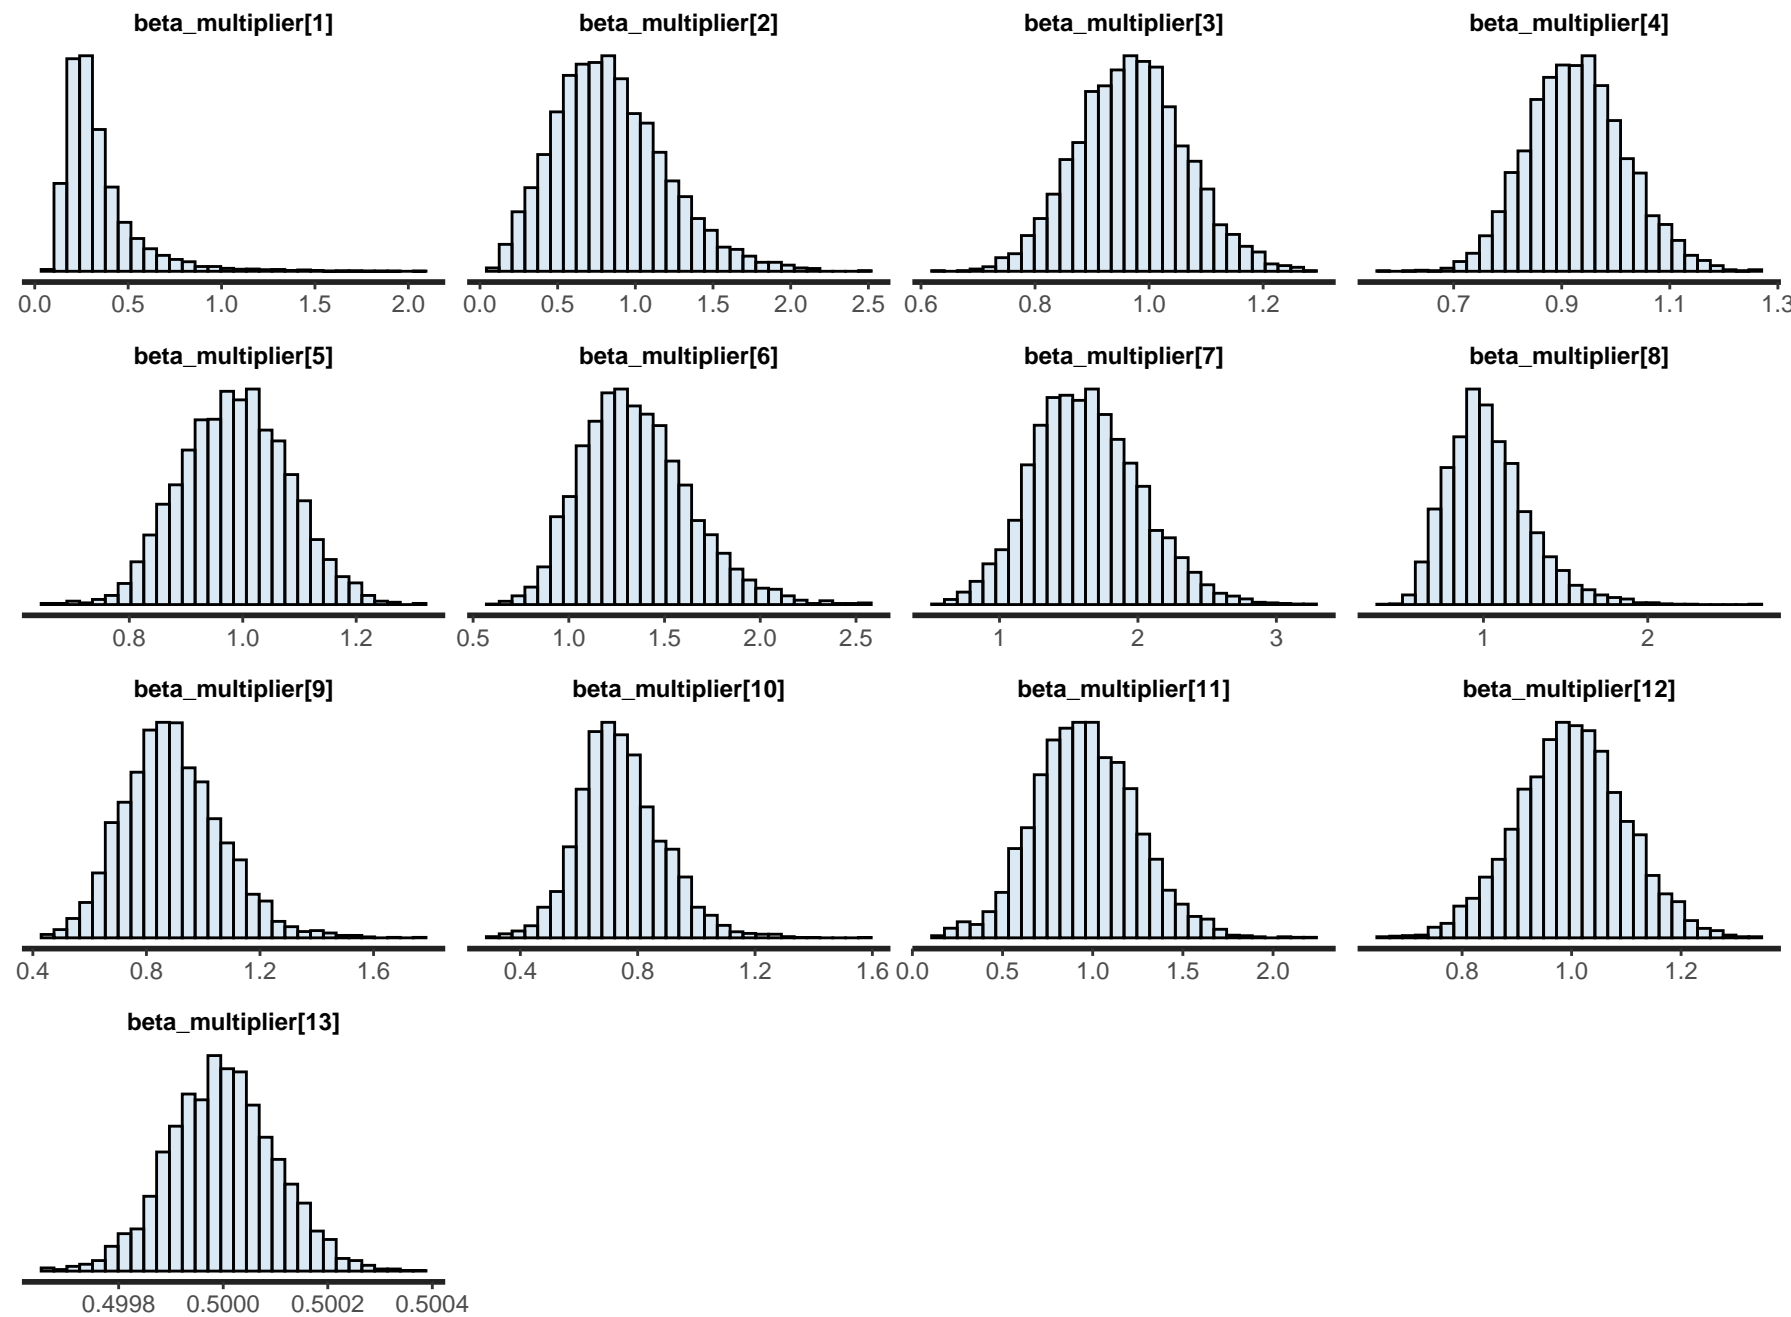 beta_multiplier[1] beta_multiplier[2] beta_multiplier[3] beta_multiplier[4]
0.0 0.5 1.0 1.5 2.0 0.0 0.5 1.0 1.5 2.0 2.5 0.6 0.8 1.0 1.2 0.7 0.9 1.1 1.3
beta_multiplier[5] beta_multiplier[6] beta_multiplier[7] beta_multiplier[8]
0.8 1.0 1.2 0.5 1.0 1.5 2.0 2.5 1 2 3 1 2
beta_multiplier[9] beta_multiplier[10] beta_multiplier[11] beta_multiplier[12]
0.4 0.8 1.2 1.6 0.4 0.8 1.2 1.6 0.0 0.5 1.0 1.5 2.0 0.8 1.0 1.2
beta_multiplier[13]
0.4998 0.5000 0.5002 0.5004